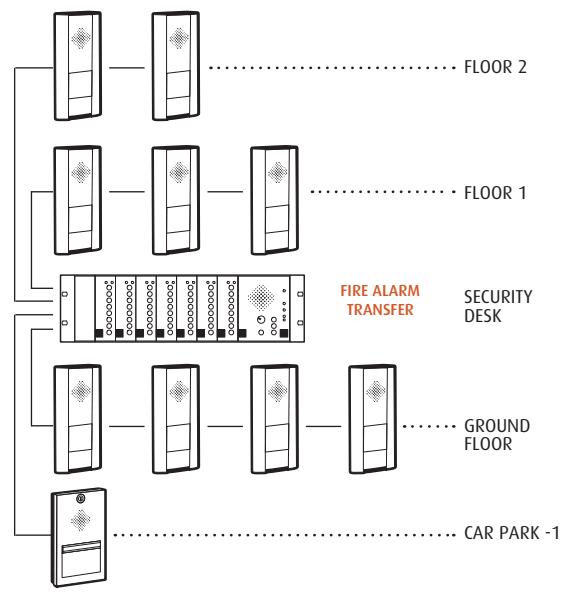 FLOOR 2
FLOOR 1
FIRE ALARM
TRANSFER
SECURITY
DESK
GROUND
FLOOR
CAR PARK -1